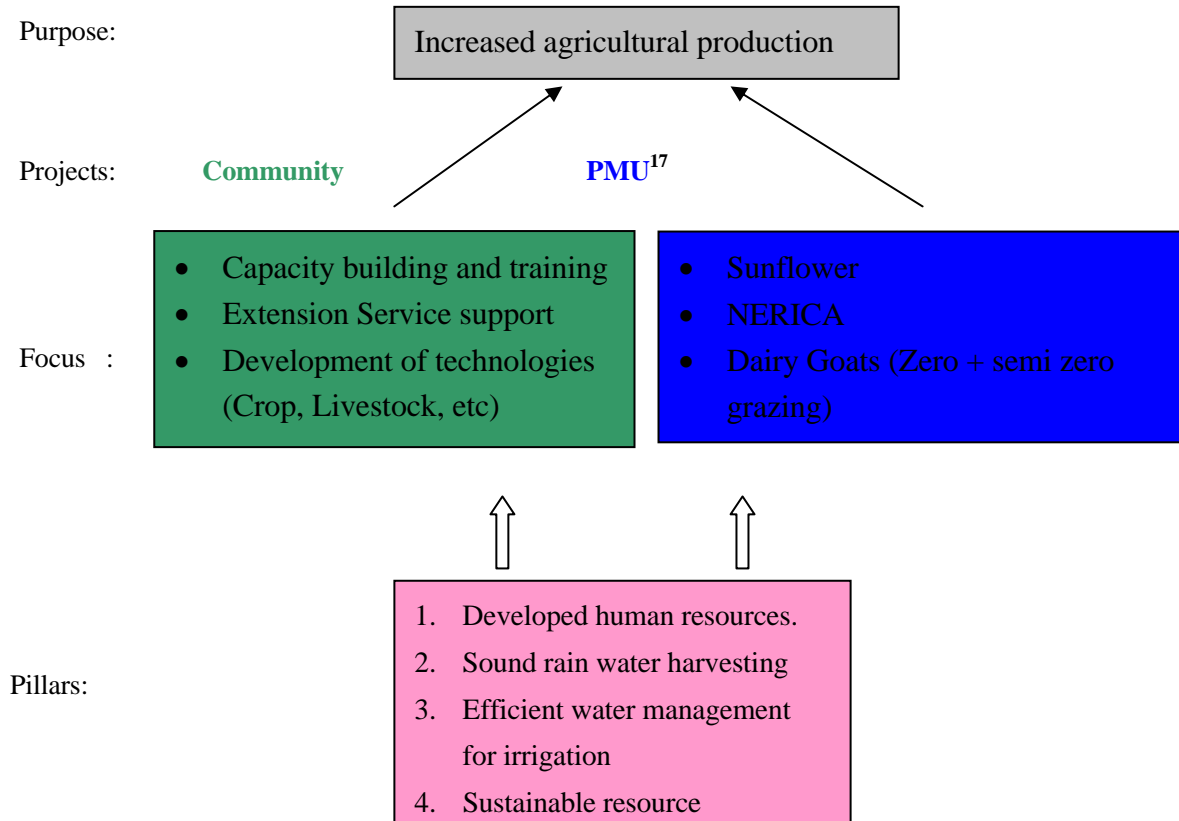 Purpose:
Increased agricultural production
Projects:
Community
PMU17
Focus :
• Capacity building and training
• Extension Service support
• Development of technologies
(Crop, Livestock, etc)
• Sunflower
• NERICA
• Dairy Goats (Zero + semi zero
grazing)
Pillars:
1. Developed human resources.
2. Sound rain water harvesting
3. Efficient water management
for irrigation
4. Sustainable resource